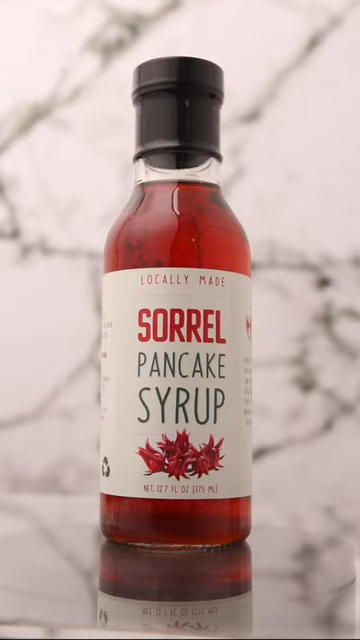 LOCALLY MADE
SORREL
PANCAKE
SYRUP
NET. 12.7 FL OZ (375 ML)